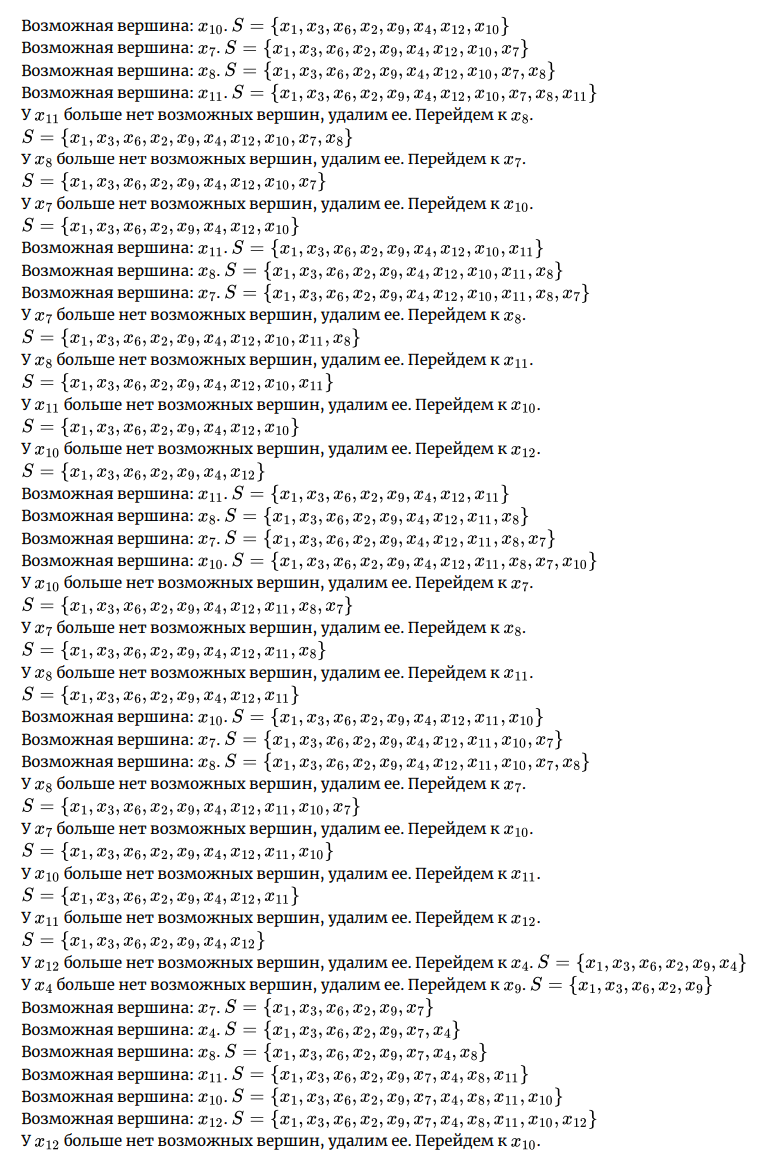 Возможная вершина: x₁₀. S = {x₁, x₃, x₆, x₂, x₉, x₄, x₁₂, x₁₀}
Возможная вершина: x₇. S = {x₁, x₃, x₆, x₂, x₉, x₄, x₁₂, x₁₀, x₇}
Возможная вершина: x₈. S = {x₁, x₃, x₆, x₂, x₉, x₄, x₁₂, x₁₀, x₇, x₈}
Возможная вершина: x₁₁. S = {x₁, x₃, x₆, x₂, x₉, x₄, x₁₂, x₁₀, x₇, x₈, x₁₁}
У x₁₁ больше нет возможных вершин, удалим ее. Перейдем к x₈.
S = {x₁, x₃, x₆, x₂, x₉, x₄, x₁₂, x₁₀, x₇, x₈}
У x₈ больше нет возможных вершин, удалим ее. Перейдем к x₇.
S = {x₁, x₃, x₆, x₂, x₉, x₄, x₁₂, x₁₀, x₇}
У x₇ больше нет возможных вершин, удалим ее. Перейдем к x₁₀.
S = {x₁, x₃, x₆, x₂, x₉, x₄, x₁₂, x₁₀}
Возможная вершина: x₁₁. S = {x₁, x₃, x₆, x₂, x₉, x₄, x₁₂, x₁₀, x₁₁}
Возможная вершина: x₈. S = {x₁, x₃, x₆, x₂, x₉, x₄, x₁₂, x₁₀, x₁₁, x₈}
Возможная вершина: x₇. S = {x₁, x₃, x₆, x₂, x₉, x₄, x₁₂, x₁₀, x₁₁, x₈, x₇}
У x₇ больше нет возможных вершин, удалим ее. Перейдем к x₈.
S = {x₁, x₃, x₆, x₂, x₉, x₄, x₁₂, x₁₀, x₁₁, x₈}
У x₈ больше нет возможных вершин, удалим ее. Перейдем к x₁₁.
S = {x₁, x₃, x₆, x₂, x₉, x₄, x₁₂, x₁₀, x₁₁}
У x₁₁ больше нет возможных вершин, удалим ее. Перейдем к x₁₀.
S = {x₁, x₃, x₆, x₂, x₉, x₄, x₁₂, x₁₀}
У x₁₀ больше нет возможных вершин, удалим ее. Перейдем к x₁₂.
S = {x₁, x₃, x₆, x₂, x₉, x₄, x₁₂}
Возможная вершина: x₁₁. S = {x₁, x₃, x₆, x₂, x₉, x₄, x₁₂, x₁₁}
Возможная вершина: x₈. S = {x₁, x₃, x₆, x₂, x₉, x₄, x₁₂, x₁₁, x₈}
Возможная вершина: x₇. S = {x₁, x₃, x₆, x₂, x₉, x₄, x₁₂, x₁₁, x₈, x₇}
Возможная вершина: x₁₀. S = {x₁, x₃, x₆, x₂, x₉, x₄, x₁₂, x₁₁, x₈, x₇, x₁₀}
У x₁₀ больше нет возможных вершин, удалим ее. Перейдем к x₇.
S = {x₁, x₃, x₆, x₂, x₉, x₄, x₁₂, x₁₁, x₈, x₇}
У x₇ больше нет возможных вершин, удалим ее. Перейдем к x₈.
S = {x₁, x₃, x₆, x₂, x₉, x₄, x₁₂, x₁₁, x₈}
У x₈ больше нет возможных вершин, удалим ее. Перейдем к x₁₁.
S = {x₁, x₃, x₆, x₂, x₉, x₄, x₁₂, x₁₁}
Возможная вершина: x₁₀. S = {x₁, x₃, x₆, x₂, x₉, x₄, x₁₂, x₁₁, x₁₀}
Возможная вершина: x₇. S = {x₁, x₃, x₆, x₂, x₉, x₄, x₁₂, x₁₁, x₁₀, x₇}
Возможная вершина: x₈. S = {x₁, x₃, x₆, x₂, x₉, x₄, x₁₂, x₁₁, x₁₀, x₇, x₈}
У x₈ больше нет возможных вершин, удалим ее. Перейдем к x₇.
S = {x₁, x₃, x₆, x₂, x₉, x₄, x₁₂, x₁₁, x₁₀, x₇}
У x₇ больше нет возможных вершин, удалим ее. Перейдем к x₁₀.
S = {x₁, x₃, x₆, x₂, x₉, x₄, x₁₂, x₁₁, x₁₀}
У x₁₀ больше нет возможных вершин, удалим ее. Перейдем к x₁₁.
S = {x₁, x₃, x₆, x₂, x₉, x₄, x₁₂, x₁₁}
У x₁₁ больше нет возможных вершин, удалим ее. Перейдем к x₁₂.
S = {x₁, x₃, x₆, x₂, x₉, x₄, x₁₂}
У x₁₂ больше нет возможных вершин, удалим ее. Перейдем к x₄. S = {x₁, x₃, x₆, x₂, x₉, x₄}
У x₄ больше нет возможных вершин, удалим ее. Перейдем к x₉. S = {x₁, x₃, x₆, x₂, x₉}
Возможная вершина: x₇. S = {x₁, x₃, x₆, x₂, x₉, x₇}
Возможная вершина: x₄. S = {x₁, x₃, x₆, x₂, x₉, x₇, x₄}
Возможная вершина: x₈. S = {x₁, x₃, x₆, x₂, x₉, x₇, x₄, x₈}
Возможная вершина: x₁₁. S = {x₁, x₃, x₆, x₂, x₉, x₇, x₄, x₈, x₁₁}
Возможная вершина: x₁₀. S = {x₁, x₃, x₆, x₂, x₉, x₇, x₄, x₈, x₁₁, x₁₀}
Возможная вершина: x₁₂. S = {x₁, x₃, x₆, x₂, x₉, x₇, x₄, x₈, x₁₁, x₁₀, x₁₂}
У x₁₂ больше нет возможных вершин, удалим ее. Перейдем к x₁₀.